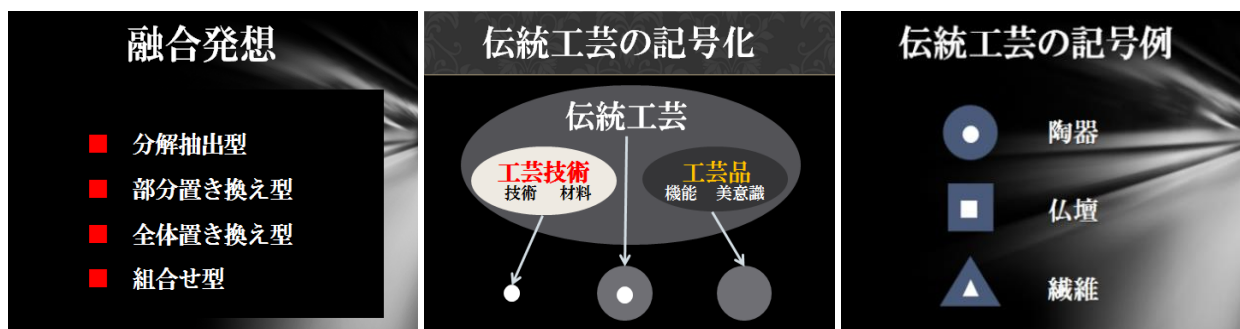 融合発想
分解抽出型
部分置き換え型
全体置き換え型
組合せ型
伝統工芸の記号化
伝統工芸
工芸技術
技術 材料
工芸品
機能 美意識
伝統工芸の記号例
陶器
仏壇
繊維